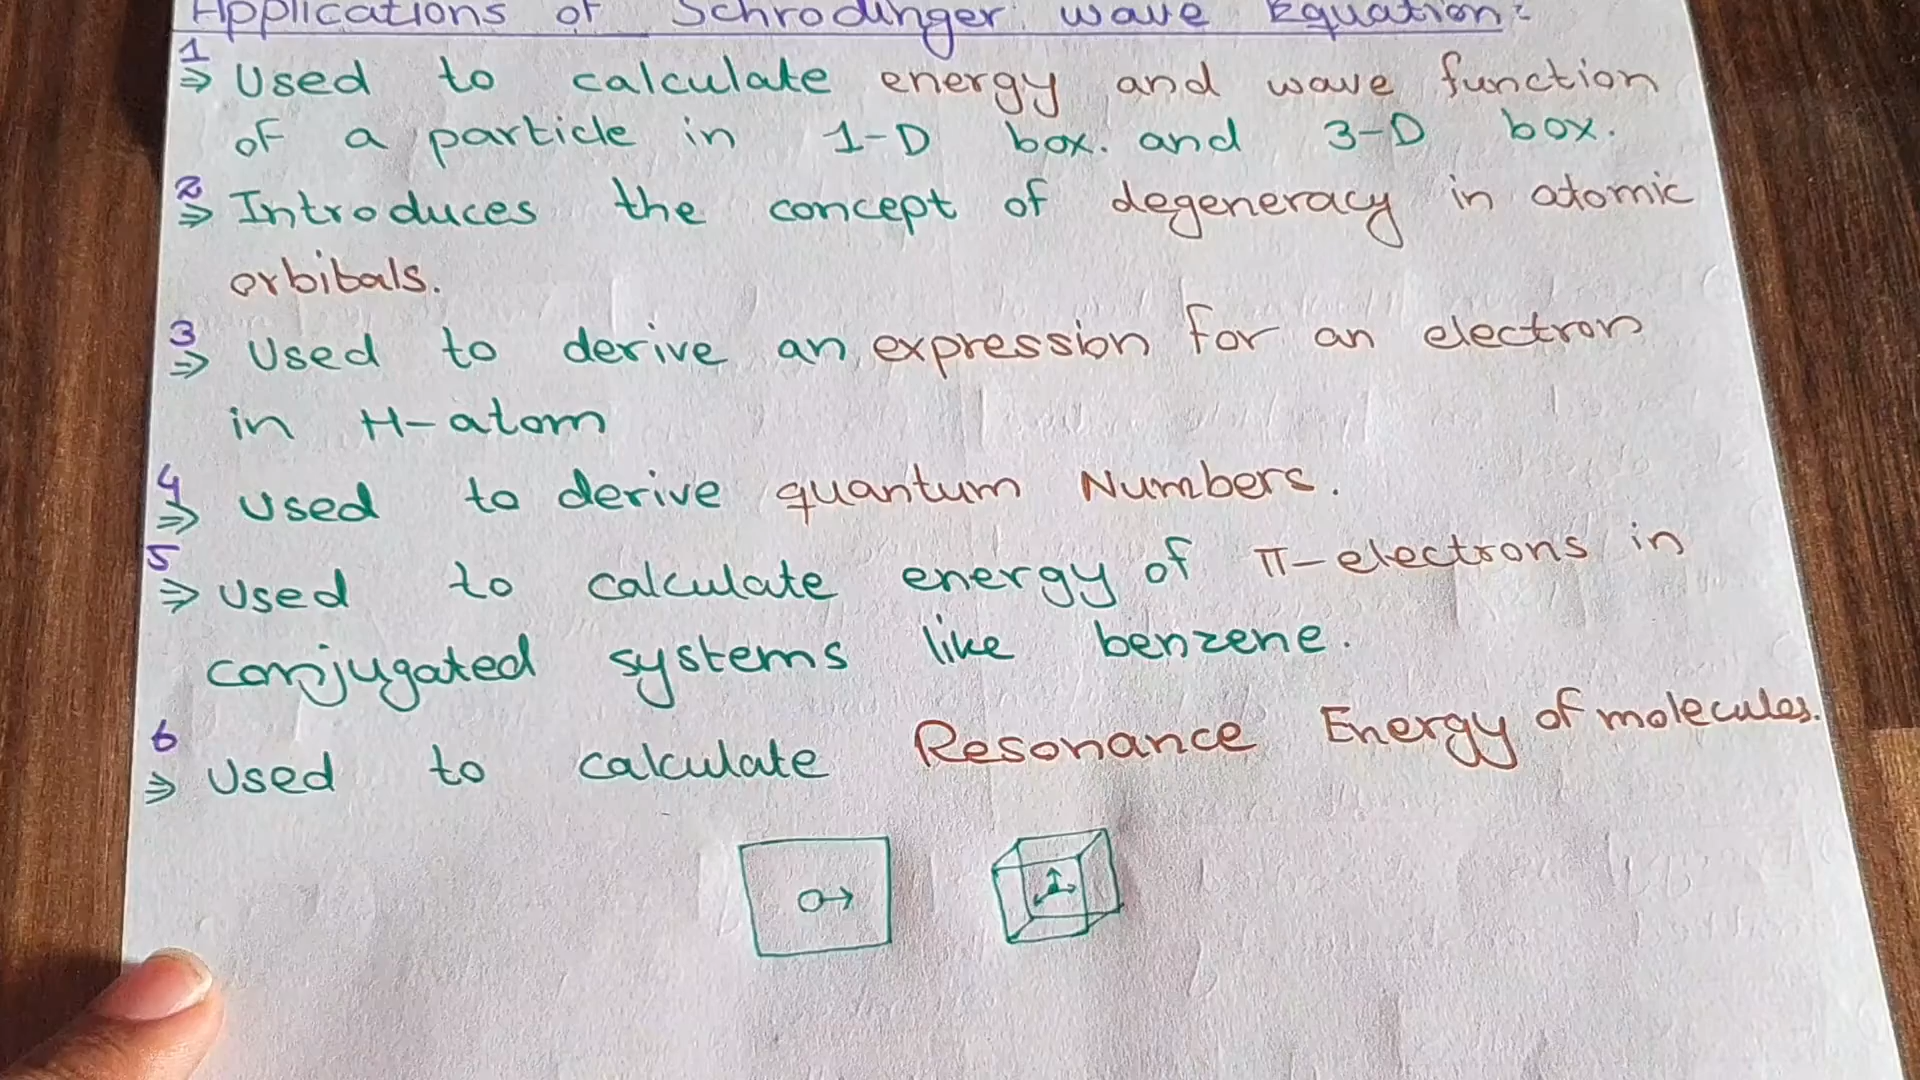 Applications of Schrodinger wave Equation:
1
⇒ Used to calculate energy and wave function
of a particle in 1-D box. and 3-D box.
2
⇒ Introduces the concept of degeneracy in atomic
orbitals.
3
⇒ Used to derive an expression for an electron
in H-atom
4
⇒ Used to derive quantum Numbers.
5
⇒ Used to calculate energy of π-electrons in
conjugated systems like benzene.
6
⇒ Used to calculate Resonance Energy of molecules.